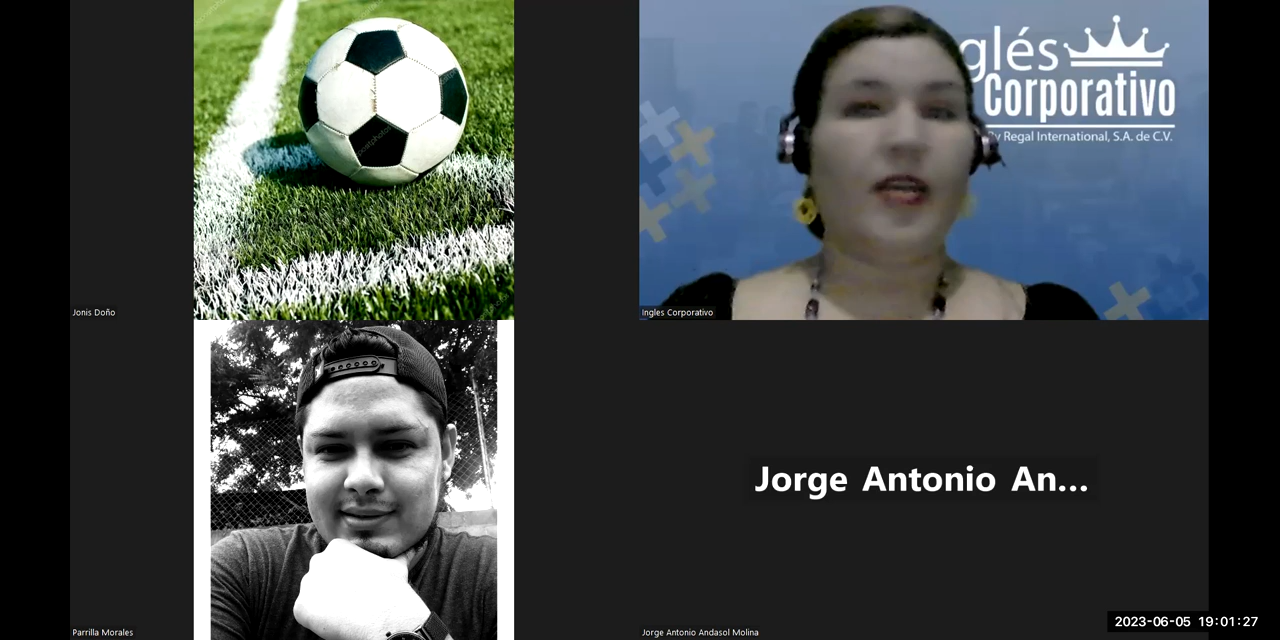 glés
Corporativo
By Regal International, S.A. de C.V.
Jonis Doño
Ingles Corporativo
Jorge Antonio An...
Parrilla Morales
Jorge Antonio Andasol Molina
2023-06-05 19:01:27